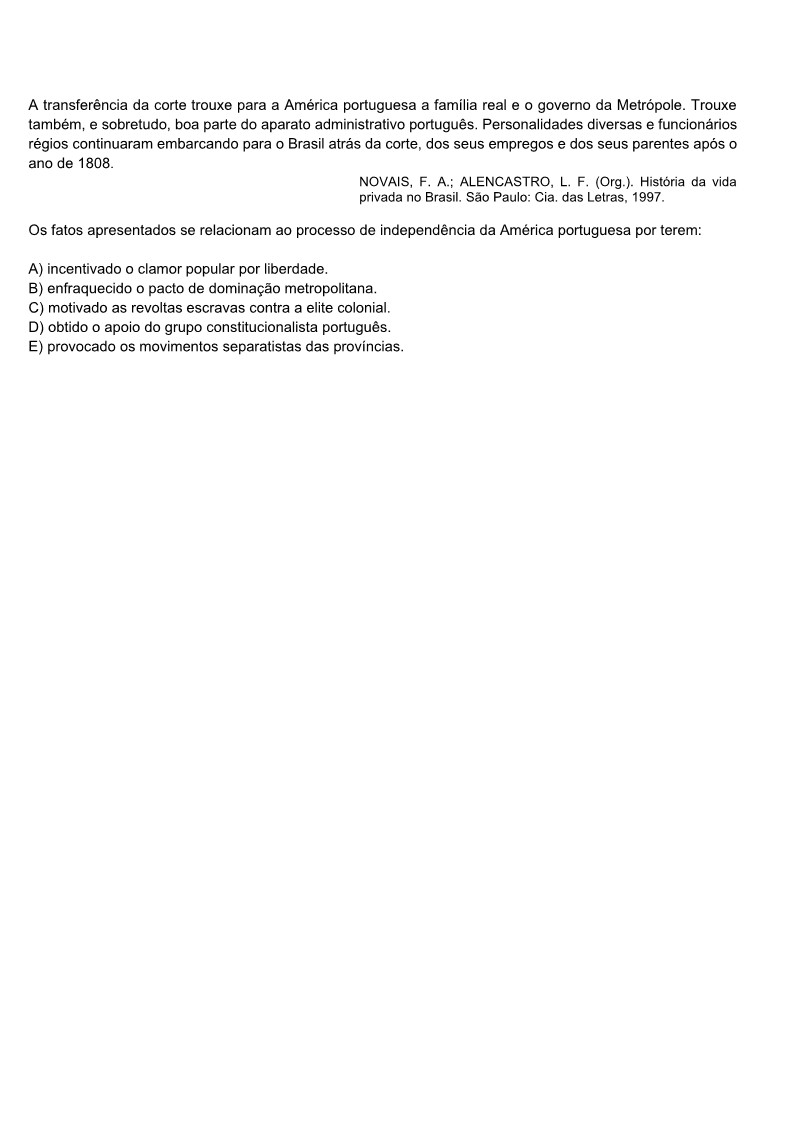 A transferência da corte trouxe para a América portuguesa a família real e o governo da Metrópole. Trouxe
também, e sobretudo, boa parte do aparato administrativo português. Personalidades diversas e funcionários
régios continuaram embarcando para o Brasil atrás da corte, dos seus empregos e dos seus parentes após o
ano de 1808.
NOVAIS, F. A.; ALENCASTRO, L. F. (Org.). História da vida
privada no Brasil. São Paulo: Cia. das Letras, 1997.
Os fatos apresentados se relacionam ao processo de independência da América portuguesa por terem:
A) incentivado o clamor popular por liberdade.
B) enfraquecido o pacto de dominação metropolitana.
C) motivado as revoltas escravas contra a elite colonial.
D) obtido o apoio do grupo constitucionalista português.
E) provocado os movimentos separatistas das províncias.